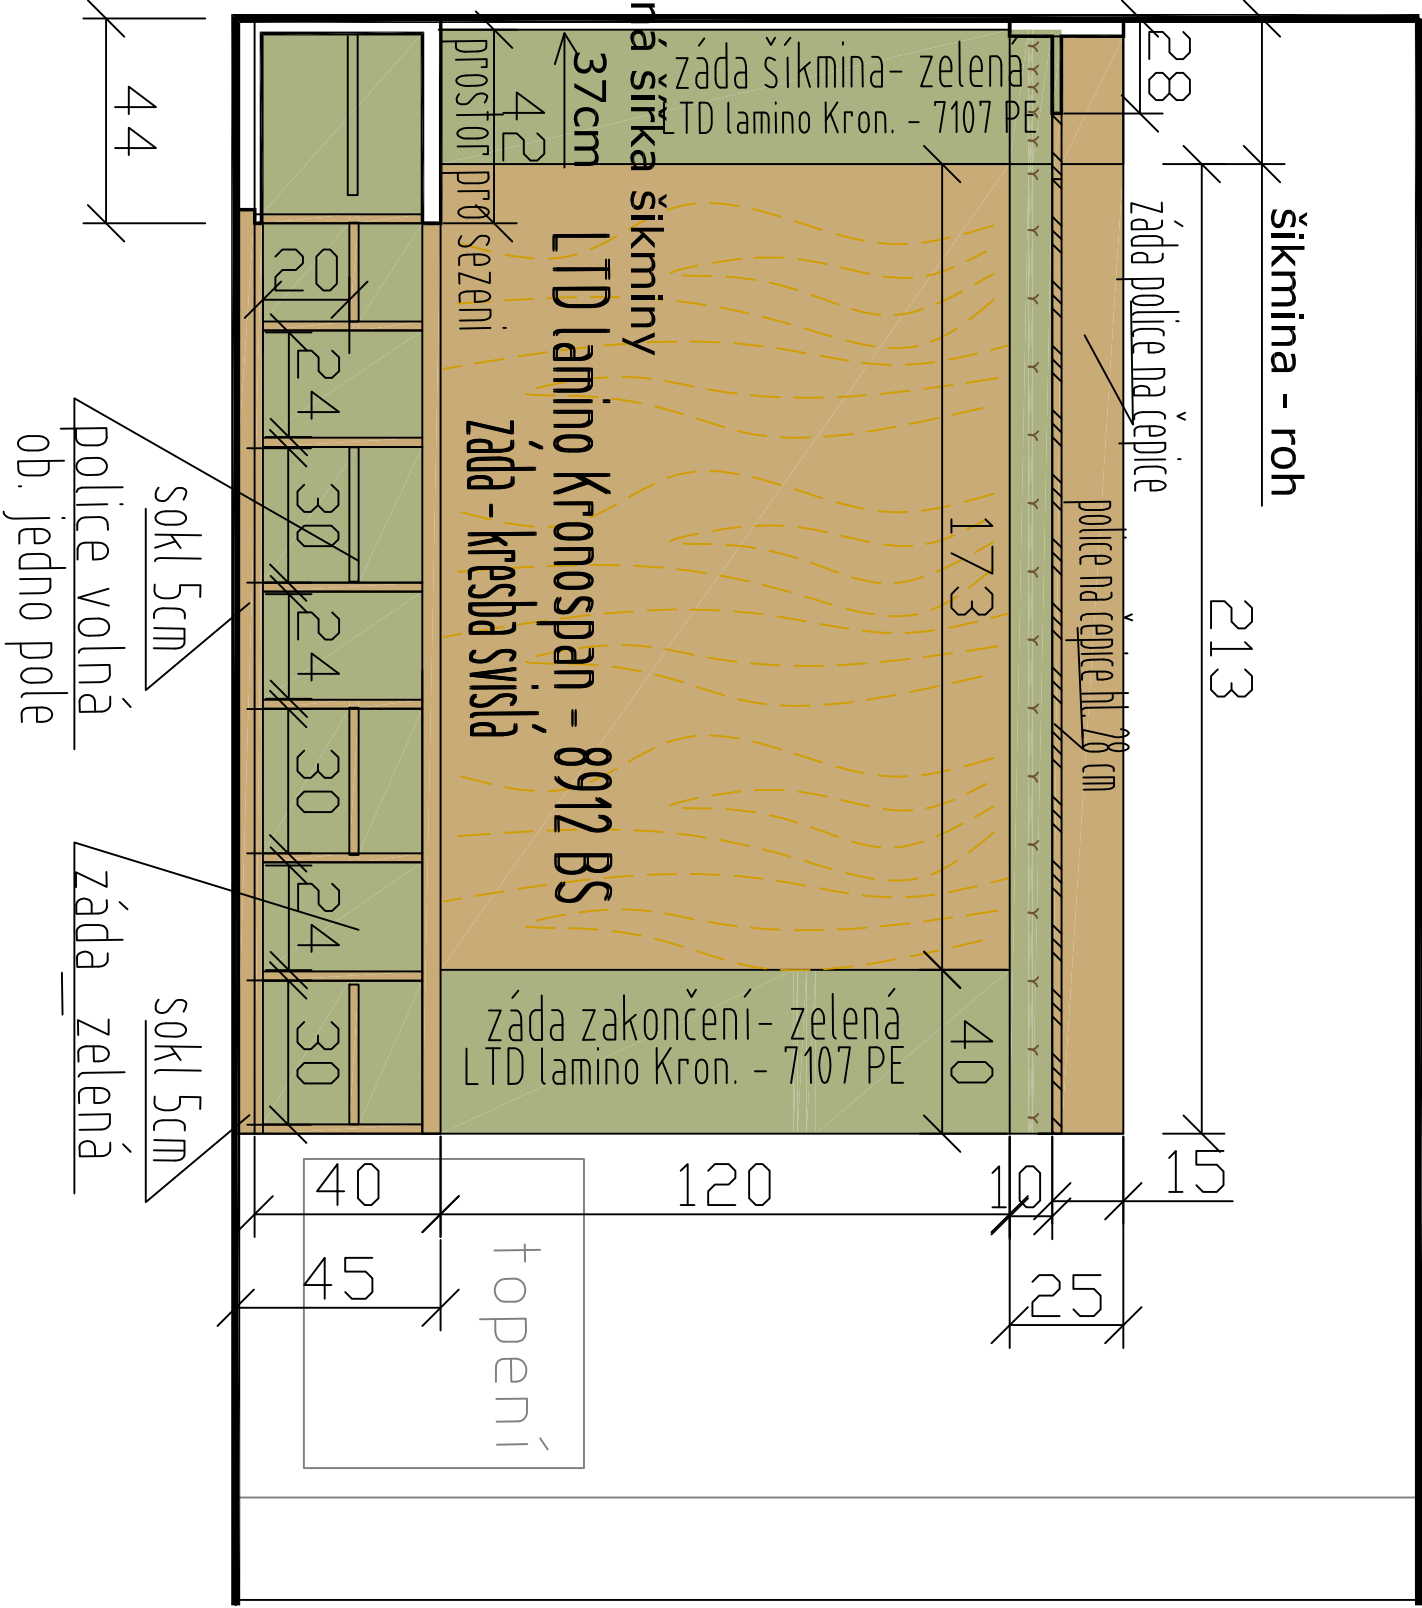 šikmina - roh
213
28
záda police na čepice
police na čepice hl. 28 cm
záda šíkmina- zelená
LTD lamino Kron. - 7107 PE
šířka šikminy
37cm
42
prostor pro sezeni
173
LTD lamino Kronospan - 8912 BS
záda - kresba svislá
záda zakončení- zelená
LTD lamino Kron. - 7107 PE
40
44
20
24
30
24
30
24
30
sokl 5cm
police volná
ob. jedno pole
sokl 5cm
záda _ zelená
40
120
10
15
45
25
topení